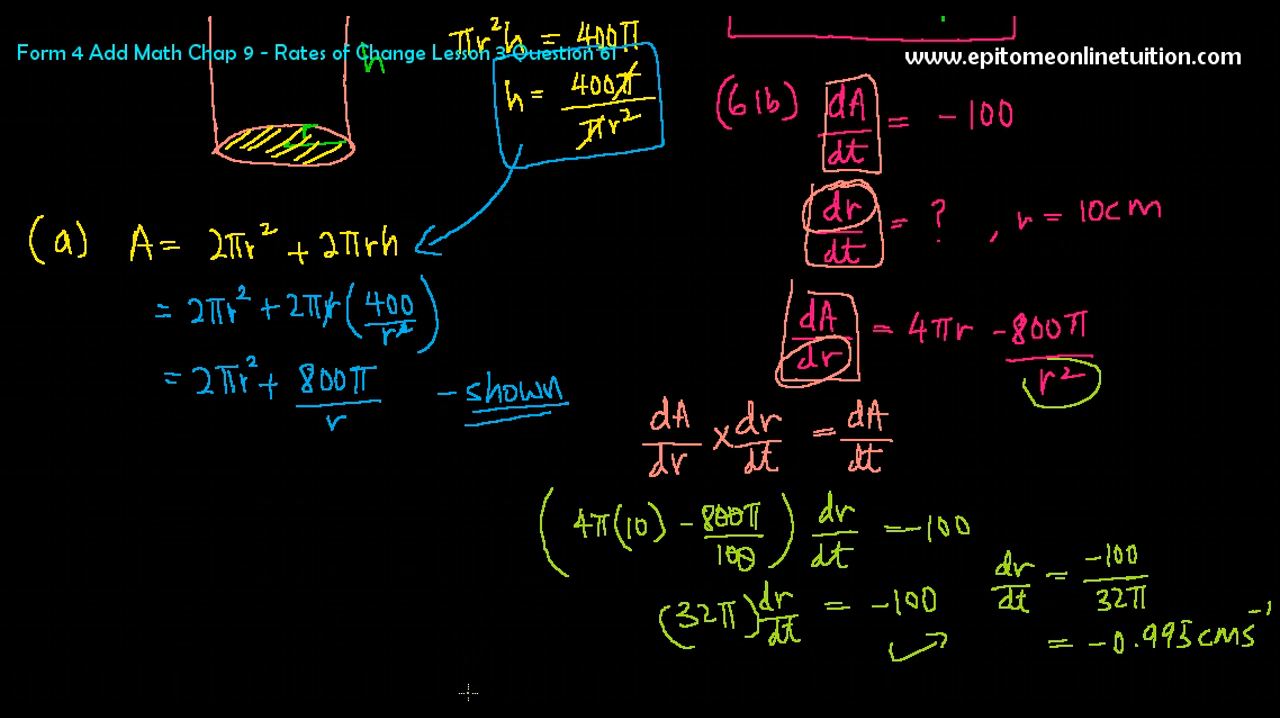 Form 4 Add Math Chap 9 - Rates of Change Lesson 3 Question 61
www.epitomeonlinetuition.com
h
πr²h = 400π
h = 400π/πr²
(a) A = 2πr² + 2πrh
= 2πr² + 2πr(400/r²)
= 2πr² + 800π/r - shown
(61b) dA/dt = -100
dr/dt = ? , r = 10cm
dA/dr = 4πr - 800π/r²
dA/dr × dr/dt = dA/dt
(4π(10) - 800π/100) dr/dt = -100
(32π) dr/dt = -100
dr/dt = -100/32π
= -0.995cms⁻¹